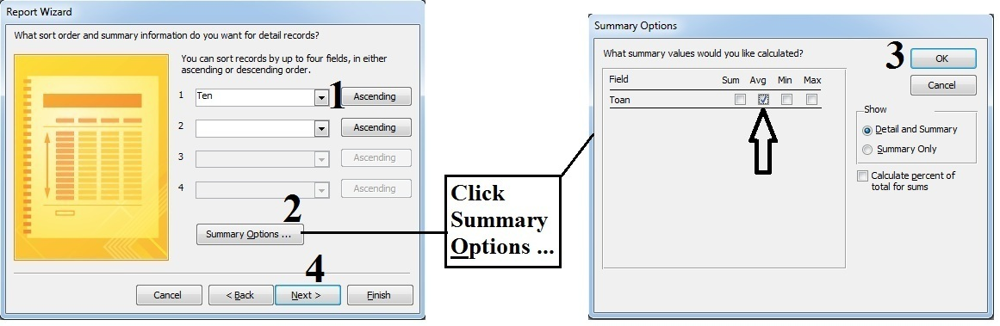 Report Wizard
What sort order and summary information do you want for detail records?
You can sort records by up to four fields, in either
ascending or descending order.
1 Ten 1 Ascending
2 Ascending
3 Ascending
4 Ascending
2
Summary Options ...
4
Cancel < Back Next > Finish
Click
Summary
Options ...
Summary Options
What summary values would you like calculated?
Field Sum Avg Min Max
Toan
3 OK
Cancel
Show
Detail and Summary
Summary Only
Calculate percent of
total for sums